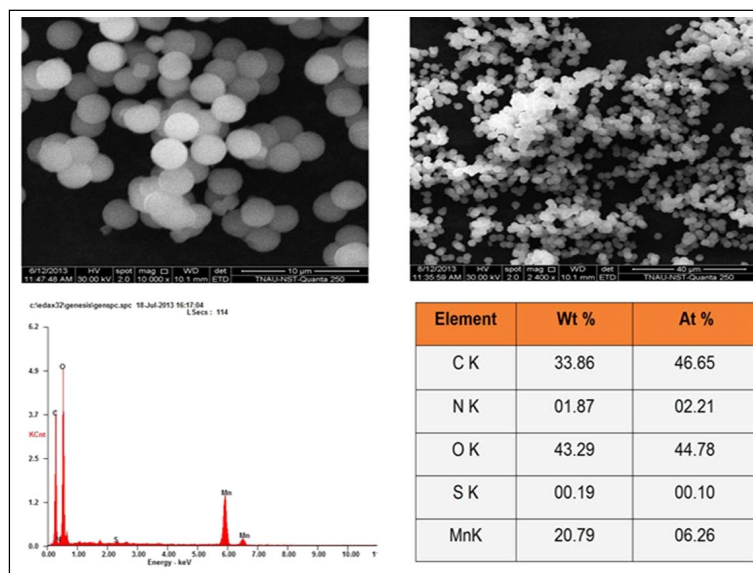 6/12/2013 HV spot mag WD det 10 µm
11:47:48 AM 30.00 kV 2.0 10 000 x 10.1 mm ETD TNAU-NST-Quanta 250
8/12/2013 HV spot mag WD det 40 µm
11:35:59 AM 30.00 kV 2.0 2 400 x 10.1 mm ETD TNAU-NST-Quanta 250
c:\edax32\genesis\genspc.spc 18-Jul-2013 16:17:04
LSecs : 114
6.2
4.9
3.7
KCnt
2.5
1.2
0.0
O
C
S
Mn
Mn
0.00 1.00 2.00 3.00 4.00 5.00 6.00 7.00 8.00 9.00 10.00
Energy - keV
Element Wt % At %
C K 33.86 46.65
N K 01.87 02.21
O K 43.29 44.78
S K 00.19 00.10
MnK 20.79 06.26